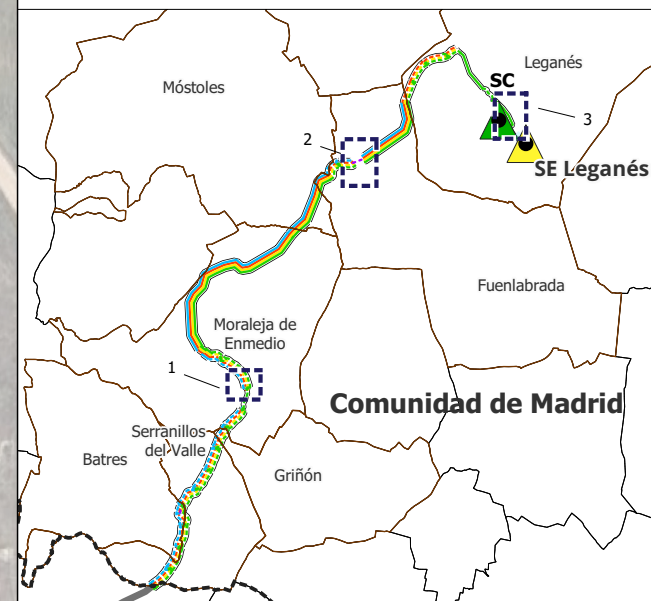 Leganés
SC
Móstoles
3
2
SE Leganés
Fuenlabrada
Moraleja de
Enmedio
1
Comunidad de Madrid
Serranillos
del Valle
Batres
Griñón